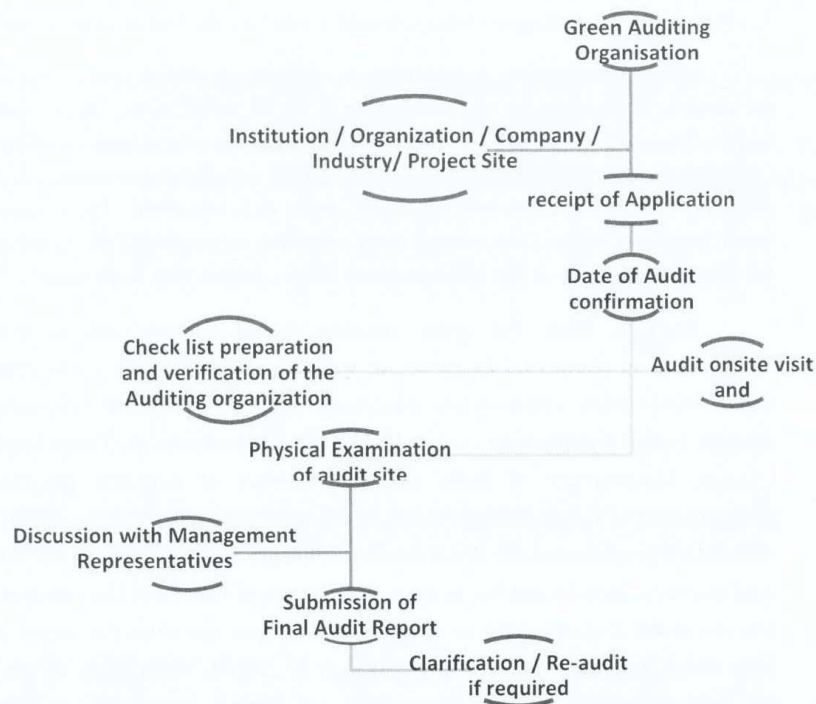 Green Auditing
Organisation
Institution / Organization / Company /
Industry/ Project Site
receipt of Application
Date of Audit
confirmation
Check list preparation
and verification of the
Auditing organization
Audit onsite visit
and
Physical Examination
of audit site
Discussion with Management
Representatives
Submission of
Final Audit Report
Clarification / Re-audit
if required